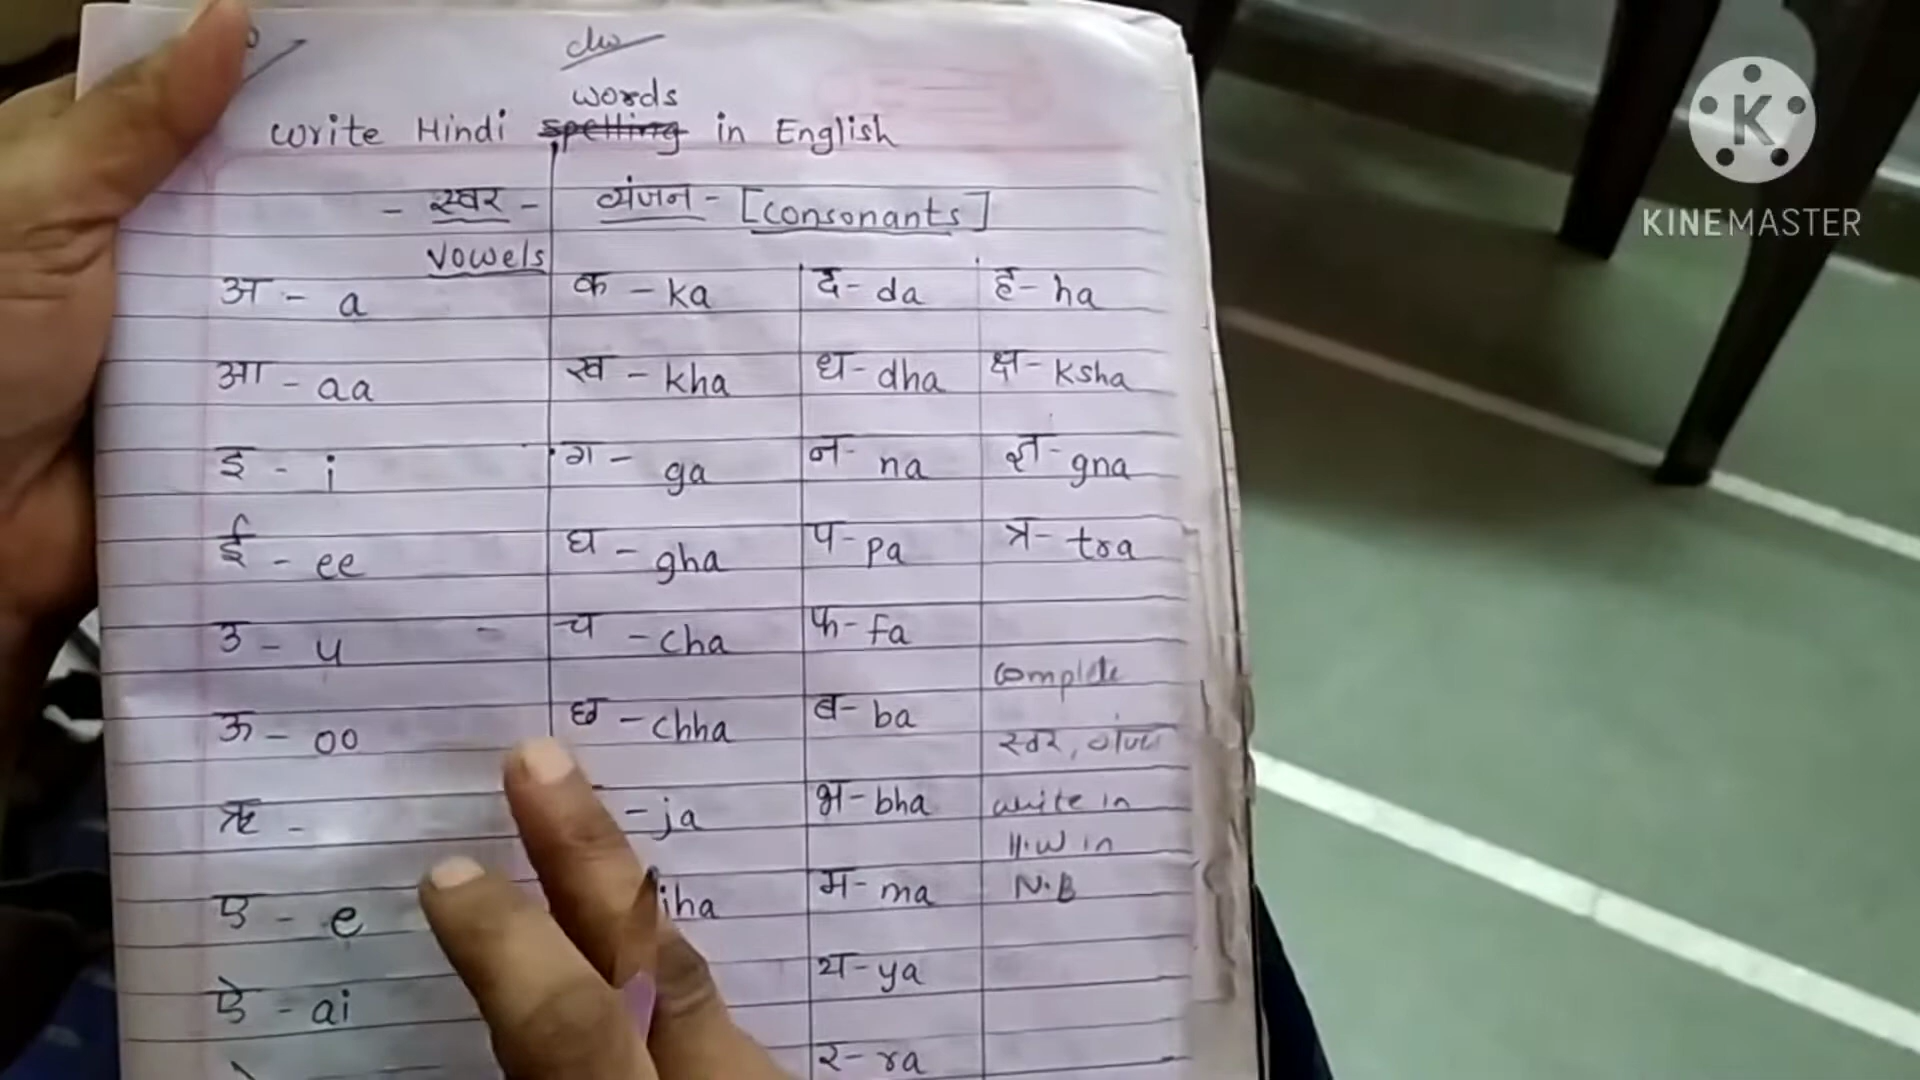 cw
words
write Hindi spelling in English
- स्वर - व्यंजन - [consonants]
vowels
अ - a
आ - aa
इ - i
ई - ee
उ - u
ऊ - oo
ऋ -
ए - e
ऐ - ai
क - ka
ख - kha
ग - ga
घ - gha
च - cha
छ - chha
- ja
jha
द - da
ध - dha
न - na
प - pa
फ - fa
ब - ba
भ - bha
म - ma
य - ya
र - ra
ह - ha
क्ष - ksha
ज्ञ - gna
त्र - tra
complete
स्वर, व्यंजन
write in
H.W in
N.B
K
KINEMASTER